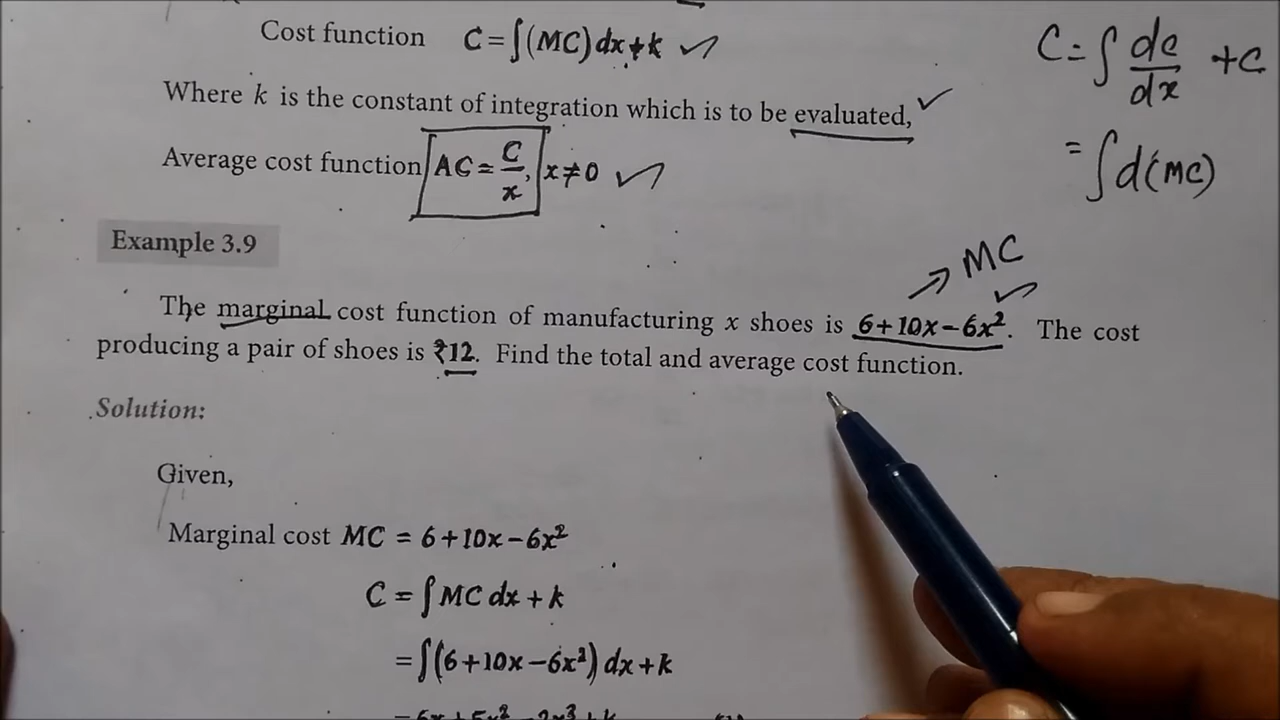 Cost function C = ∫(MC) dx + k ✓
C = ∫ dc/dx + C
Where k is the constant of integration which is to be evaluated, ✓
= ∫ d(MC)
Average cost function AC = C/x, x ≠ 0 ✓
Example 3.9
→ MC
The marginal cost function of manufacturing x shoes is 6+10x−6x². The cost
producing a pair of shoes is ₹12. Find the total and average cost function.
Solution:
Given,
Marginal cost MC = 6+10x−6x²
C = ∫ MC dx + k
= ∫(6+10x−6x²) dx + k
= 6x + 5x² − 2x³ + k